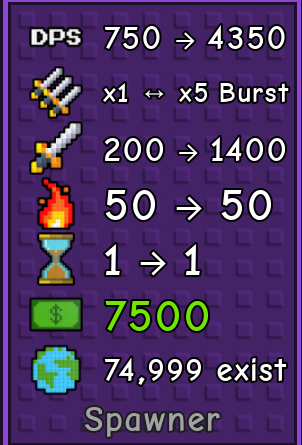 DPS 750 → 4350
x1 ↔ x5 Burst
200 → 1400
50 → 50
1 → 1
$ 7500
74,999 exist
Spawner